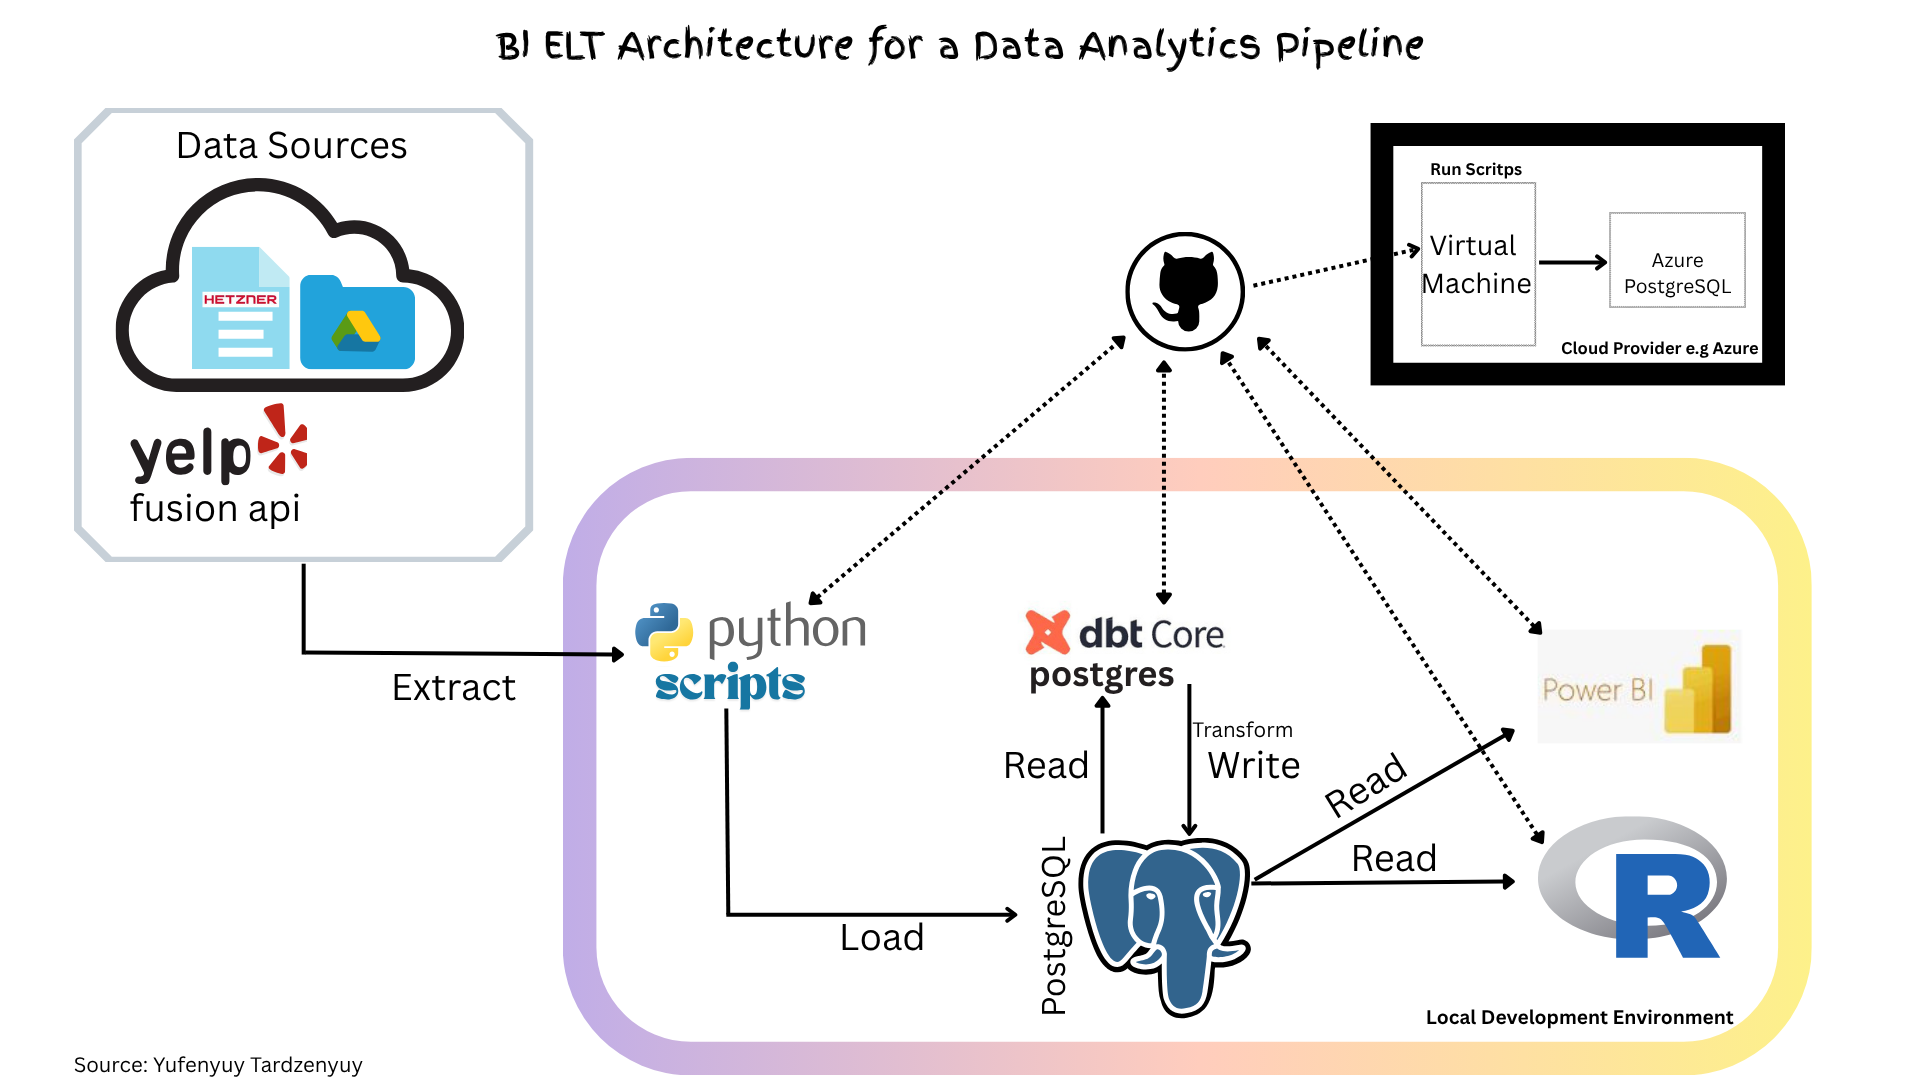 BI ELT Architecture for a Data Analytics Pipeline
Data Sources
HETZNER
yelp
fusion api
Extract
Run Scritps
Virtual
Machine
Azure
PostgreSQL
Cloud Provider e.g Azure
python
scripts
dbt Core
postgres
Transform
Read
Write
Load
PostgreSQL
Read
Read
Power BI
R
Local Development Environment
Source: Yufenyuy Tardzenyuy